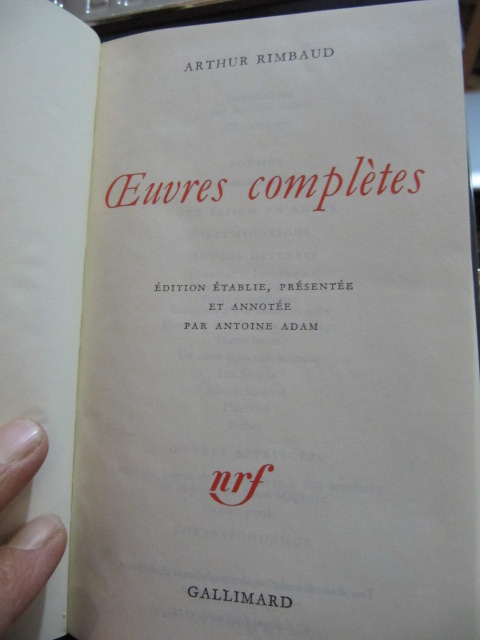 ARTHUR RIMBAUD
Œuvres complètes
ÉDITION ÉTABLIE, PRÉSENTÉE
ET ANNOTÉE
PAR ANTOINE ADAM
nrf
GALLIMARD